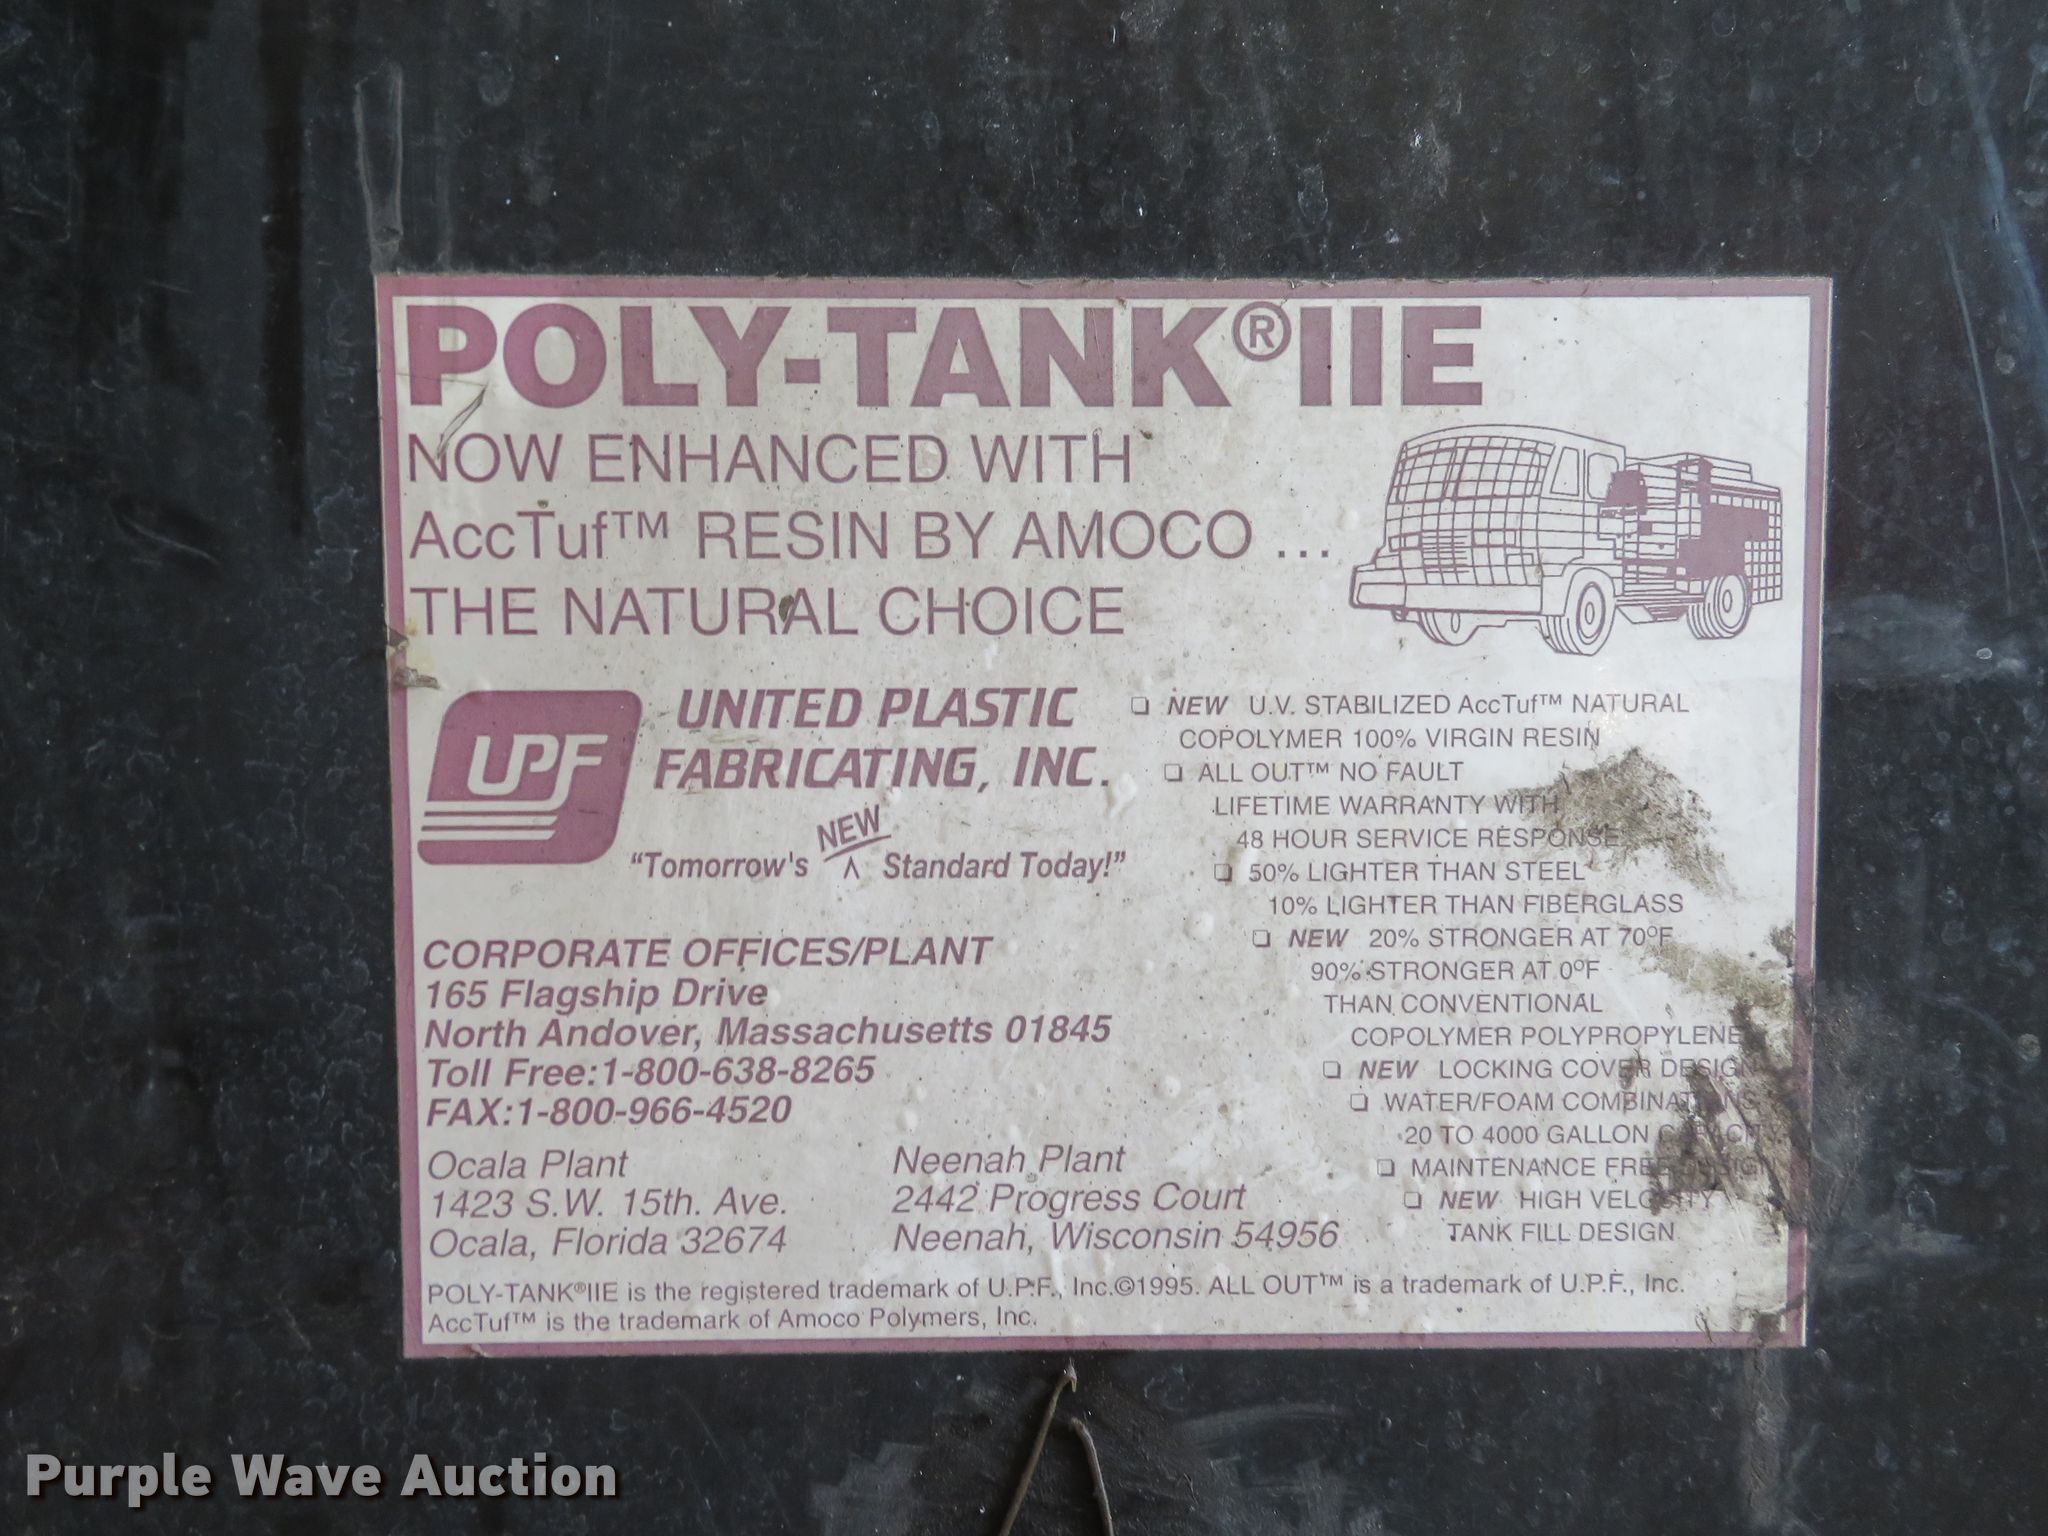 POLY-TANK®IIE
NOW ENHANCED WITH
AccTuf™ RESIN BY AMOCO ...
THE NATURAL CHOICE
UPF
UNITED PLASTIC
FABRICATING, INC.
NEW
"Tomorrow's ^ Standard Today!"
CORPORATE OFFICES/PLANT
165 Flagship Drive
North Andover, Massachusetts 01845
Toll Free:1-800-638-8265
FAX:1-800-966-4520
Ocala Plant
1423 S.W. 15th. Ave.
Ocala, Florida 32674
Neenah Plant
2442 Progress Court
Neenah, Wisconsin 54956
❏ NEW U.V. STABILIZED AccTuf™ NATURAL
COPOLYMER 100% VIRGIN RESIN
❏ ALL OUT™ NO FAULT
LIFETIME WARRANTY WITH
48 HOUR SERVICE RESPONSE
❏ 50% LIGHTER THAN STEEL
10% LIGHTER THAN FIBERGLASS
❏ NEW 20% STRONGER AT 70°F
90% STRONGER AT 0°F
THAN CONVENTIONAL
COPOLYMER POLYPROPYLENE
❏ NEW LOCKING COVER DESIGN
❏ WATER/FOAM COMBINATIONS
20 TO 4000 GALLON CAPACITY
❏ MAINTENANCE FREE DESIGN
❏ NEW HIGH VELOCITY
TANK FILL DESIGN
POLY-TANK®IIE is the registered trademark of U.P.F., Inc.©1995. ALL OUT™ is a trademark of U.P.F., Inc.
AccTuf™ is the trademark of Amoco Polymers, Inc.
Purple Wave Auction